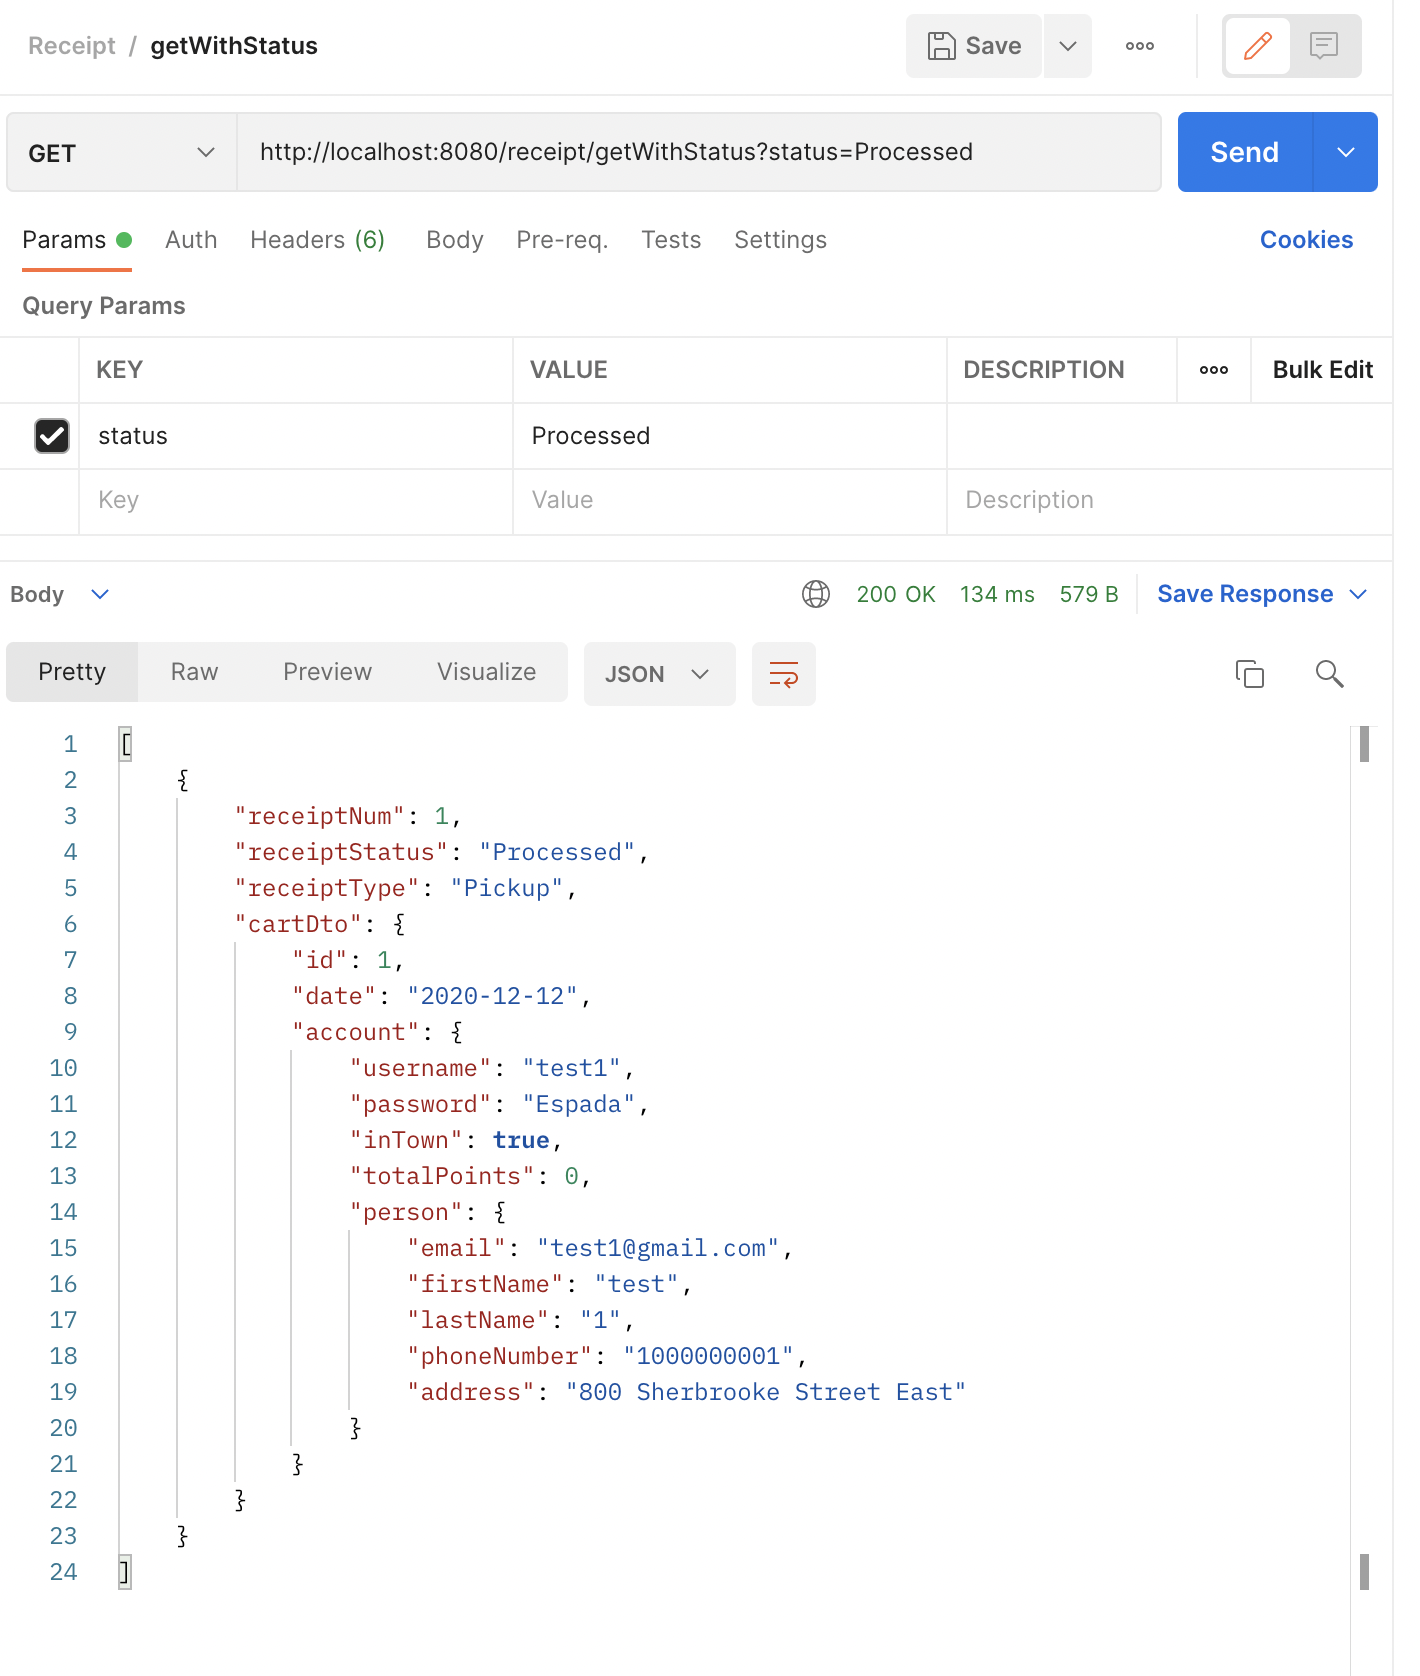 Receipt / getWithStatus Save
GET http://localhost:8080/receipt/getWithStatus?status=Processed Send
Params Auth Headers (6) Body Pre-req. Tests Settings Cookies
Query Params
KEY VALUE DESCRIPTION Bulk Edit
status Processed
Key Value Description
Body 200 OK 134 ms 579 B Save Response
Pretty Raw Preview Visualize JSON
1 [
2 {
3 "receiptNum": 1,
4 "receiptStatus": "Processed",
5 "receiptType": "Pickup",
6 "cartDto": {
7 "id": 1,
8 "date": "2020-12-12",
9 "account": {
10 "username": "test1",
11 "password": "Espada",
12 "inTown": true,
13 "totalPoints": 0,
14 "person": {
15 "email": "test1@gmail.com",
16 "firstName": "test",
17 "lastName": "1",
18 "phoneNumber": "1000000001",
19 "address": "800 Sherbrooke Street East"
20 }
21 }
22 }
23 }
24 ]